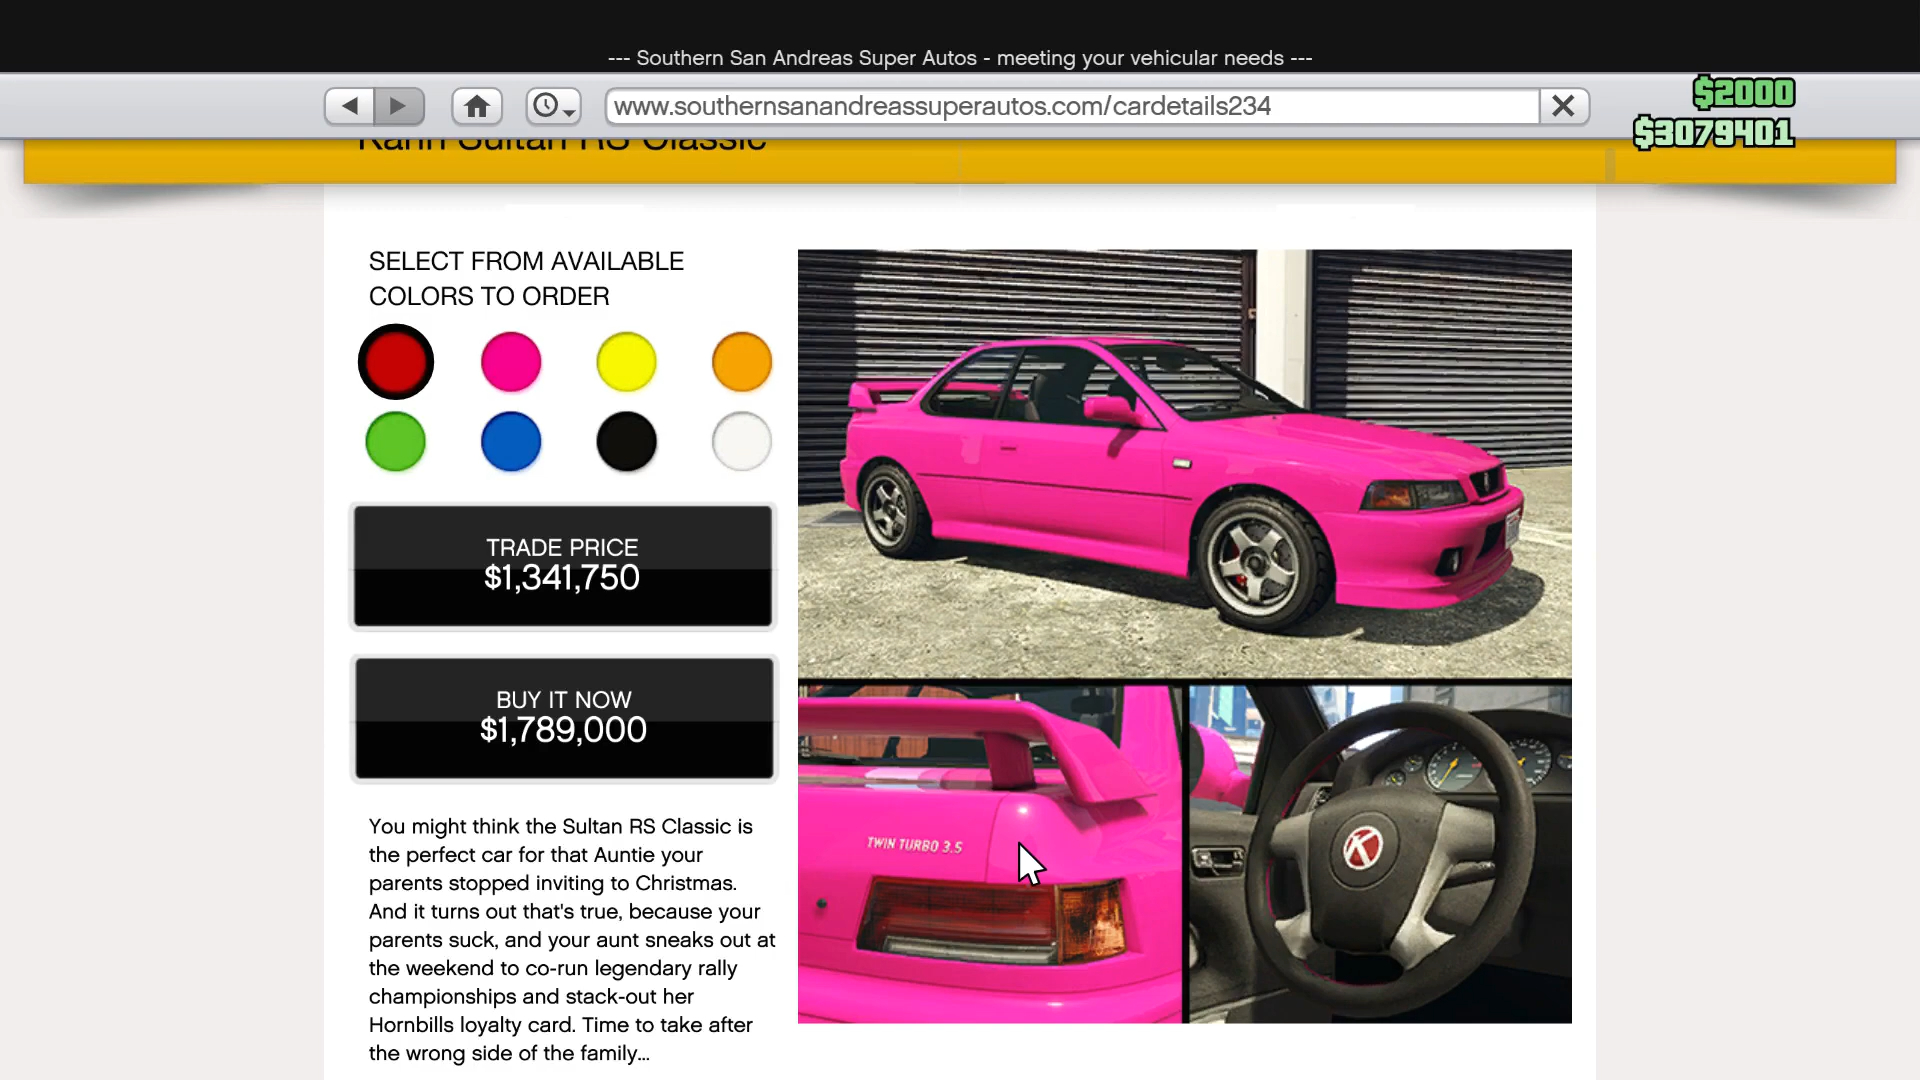 --- Southern San Andreas Super Autos - meeting your vehicular needs ---
www.southernsanandreassuperautos.com/cardetails234
$2000
$3079401
Karin Sultan RS Classic
SELECT FROM AVAILABLE
COLORS TO ORDER
TRADE PRICE
$1,341,750
BUY IT NOW
$1,789,000
You might think the Sultan RS Classic is
the perfect car for that Auntie your
parents stopped inviting to Christmas.
And it turns out that's true, because your
parents suck, and your aunt sneaks out at
the weekend to co-run legendary rally
championships and stack-out her
Hornbills loyalty card. Time to take after
the wrong side of the family...
TWIN TURBO 3.5
K